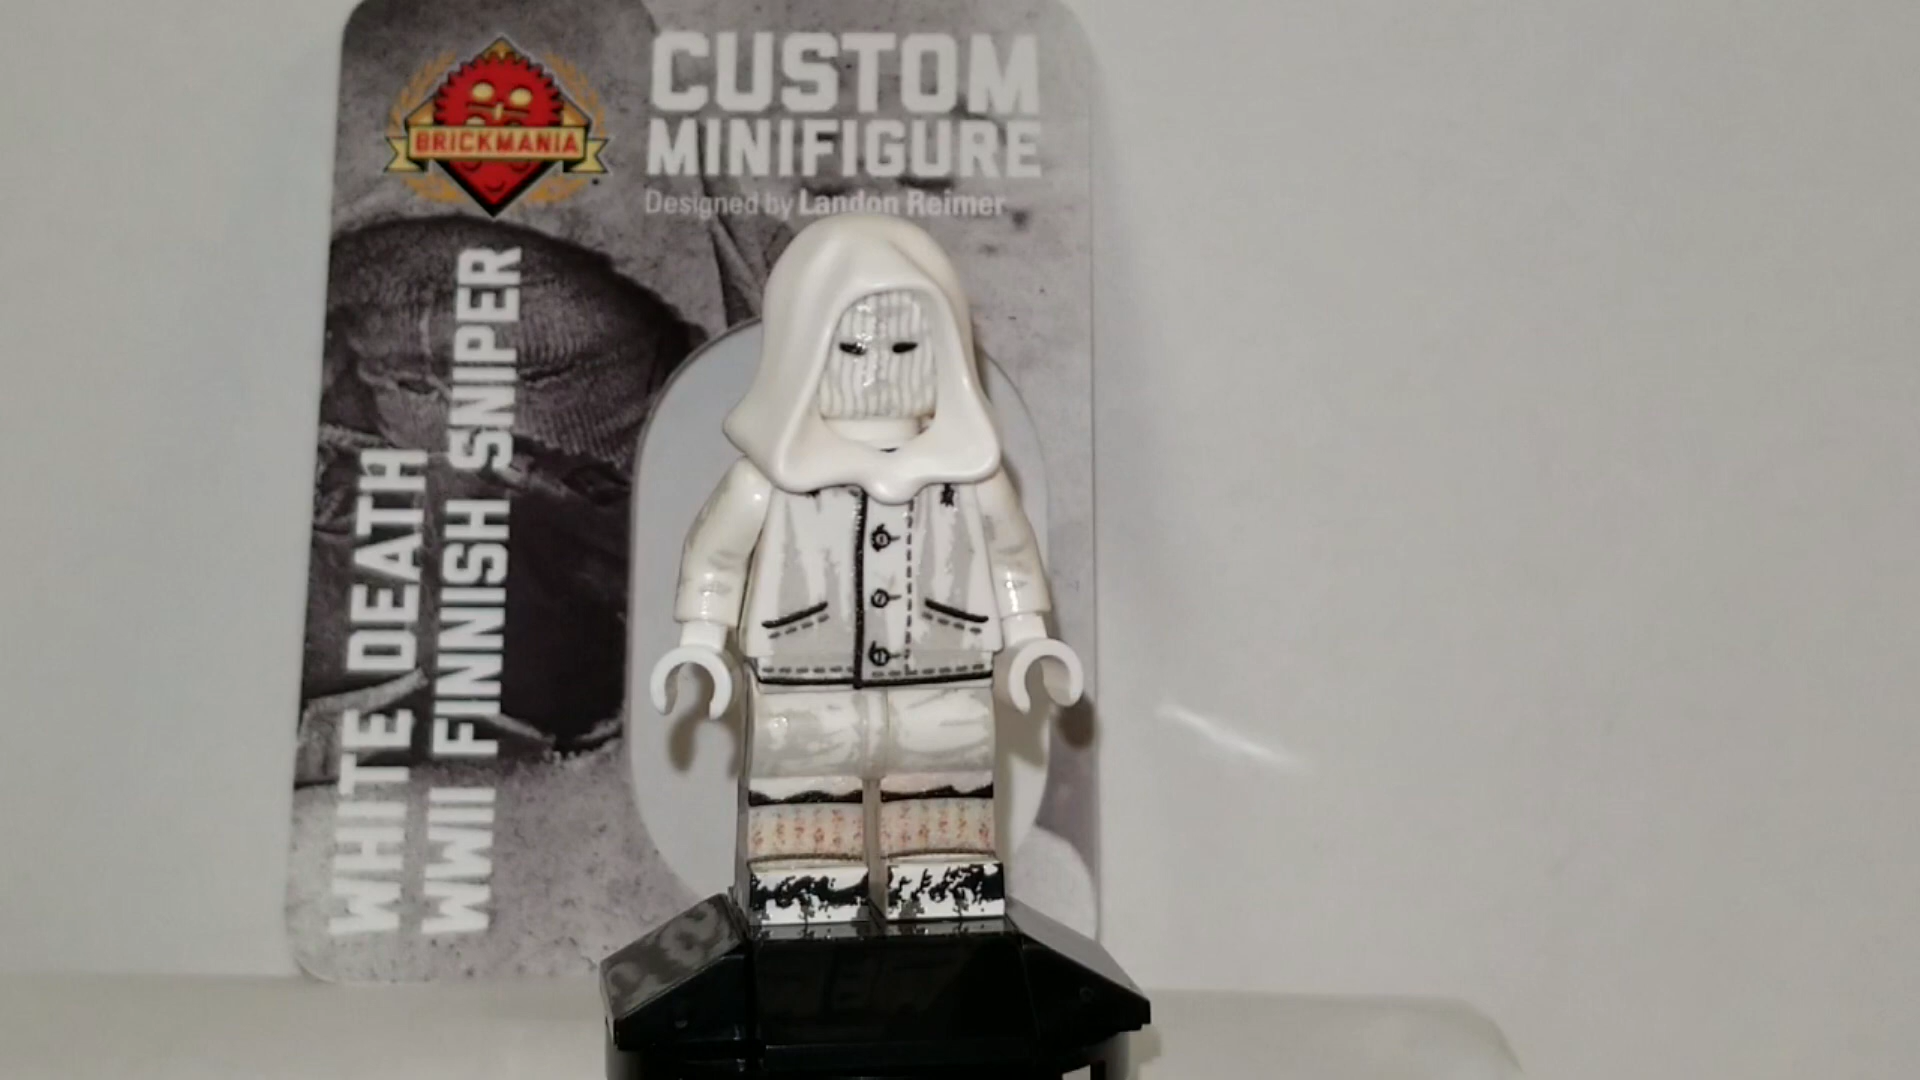 BRICKMANIA
CUSTOM
MINIFIGURE
Designed by Landon Reimer
WHITE DEATH
WWII FINNISH SNIPER